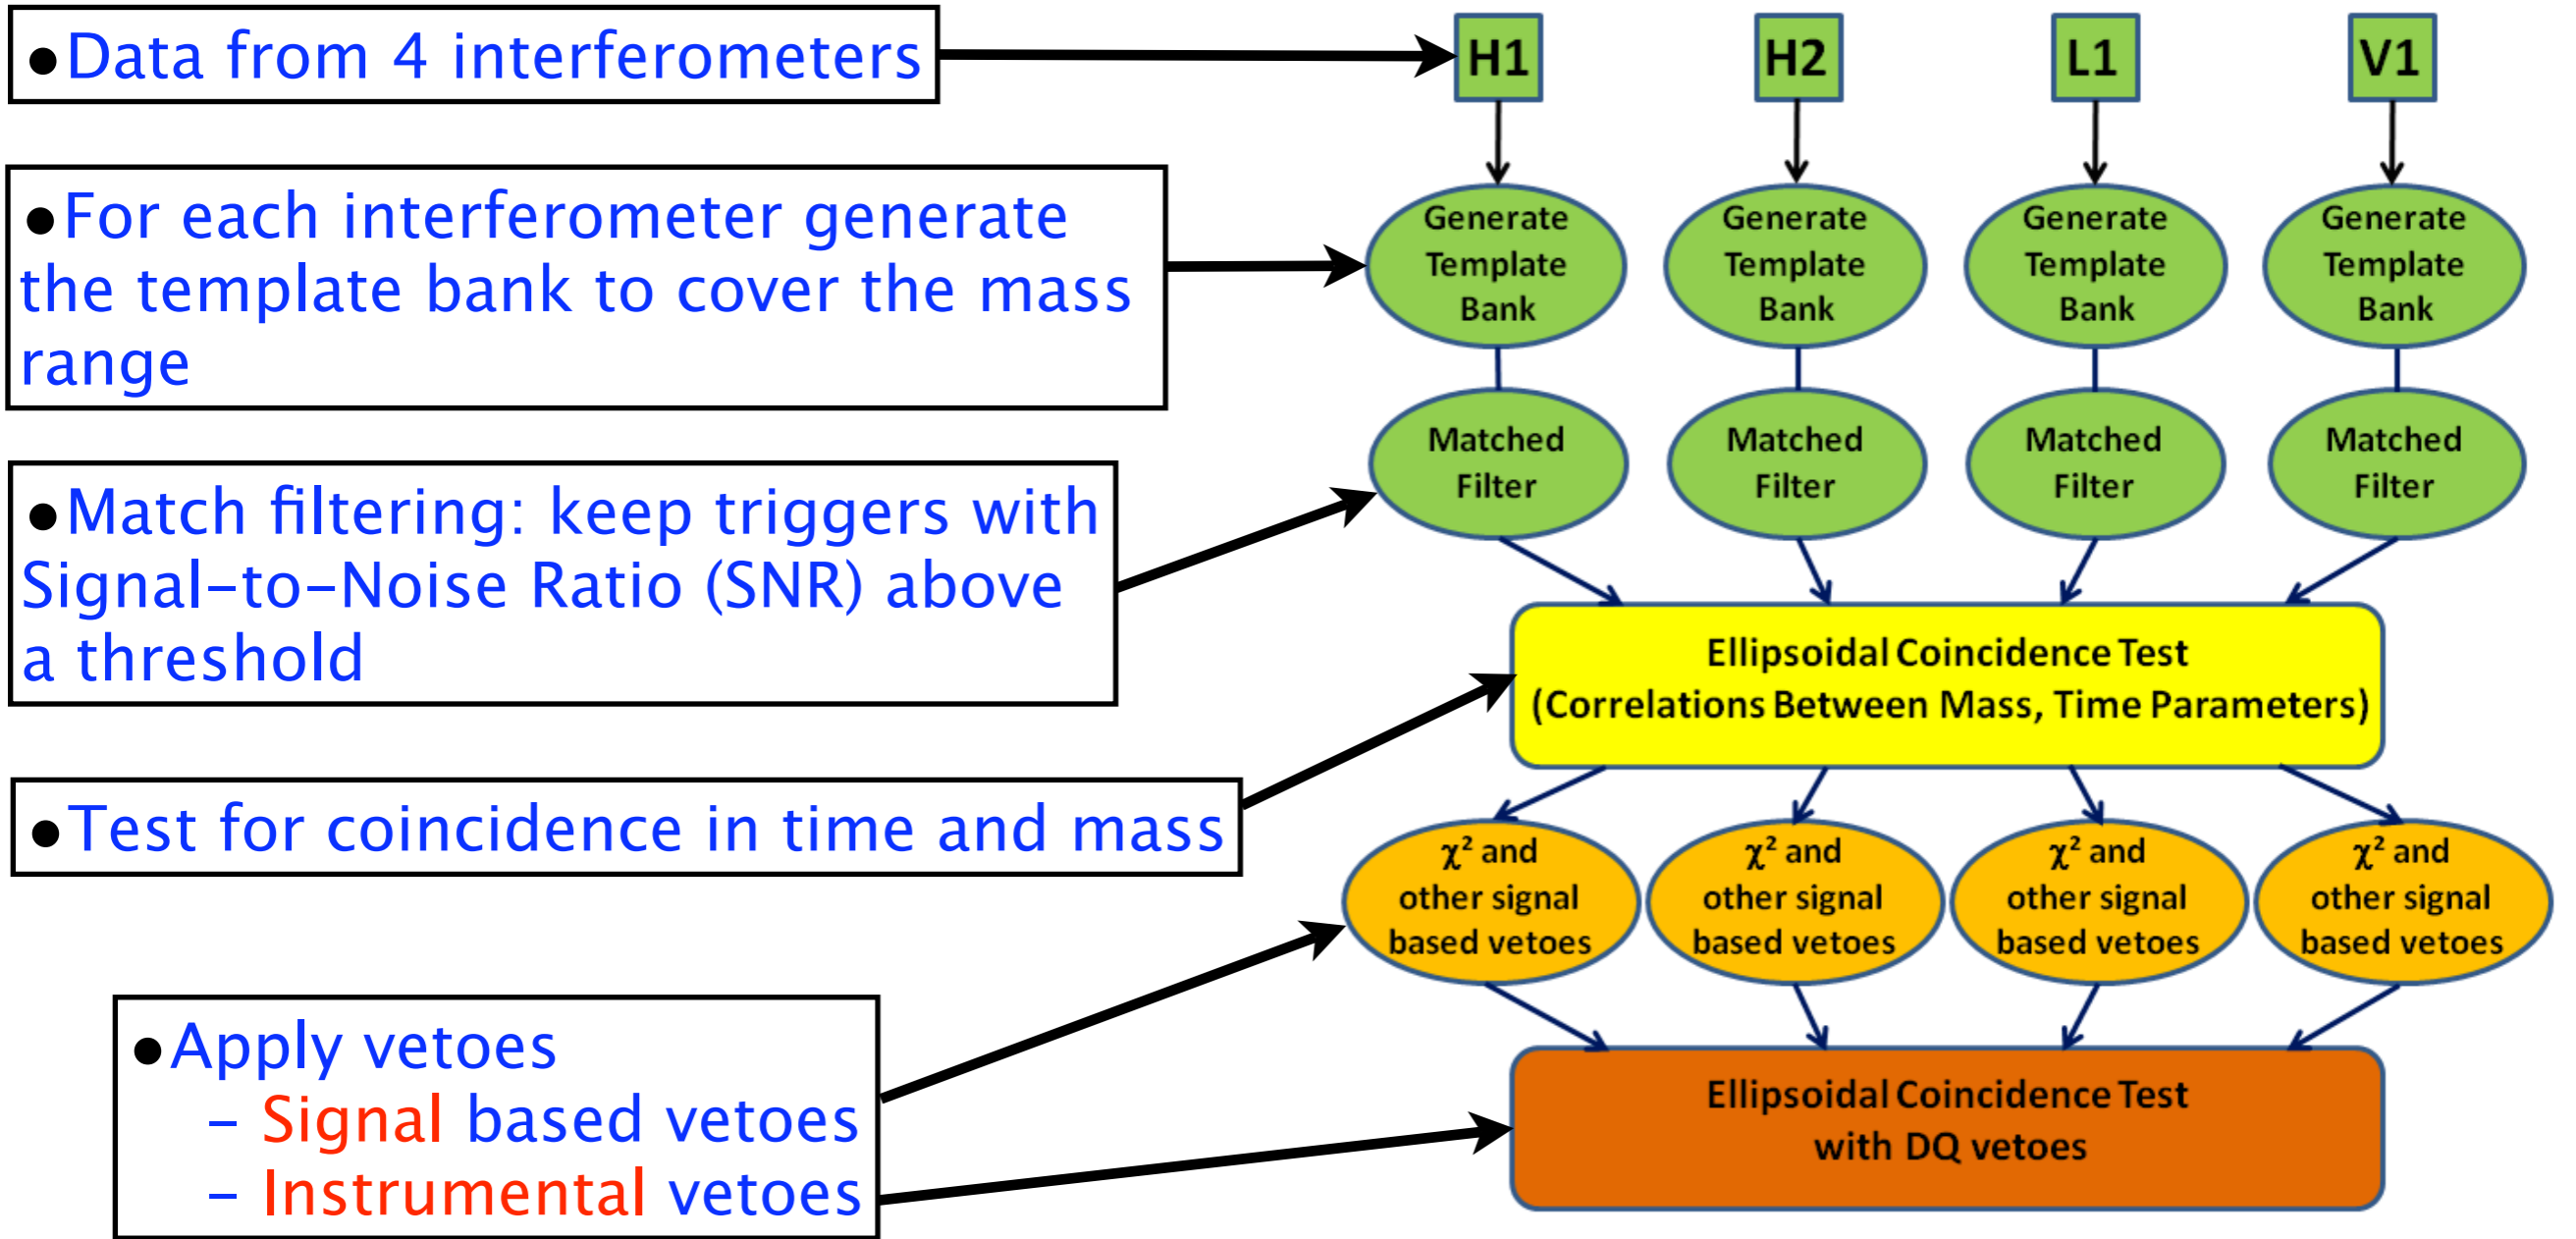 •Data from 4 interferometers
H1
H2
L1
V1
•For each interferometer generate
the template bank to cover the mass
range
Generate
Template
Bank
Generate
Template
Bank
Generate
Template
Bank
Generate
Template
Bank
•Match filtering: keep triggers with
Signal-to-Noise Ratio (SNR) above
a threshold
Matched
Filter
Matched
Filter
Matched
Filter
Matched
Filter
•Test for coincidence in time and mass
Ellipsoidal Coincidence Test
(Correlations Between Mass, Time Parameters)
•Apply vetoes
– Signal based vetoes
– Instrumental vetoes
χ² and
other signal
based vetoes
χ² and
other signal
based vetoes
χ² and
other signal
based vetoes
χ² and
other signal
based vetoes
Ellipsoidal Coincidence Test
with DQ vetoes